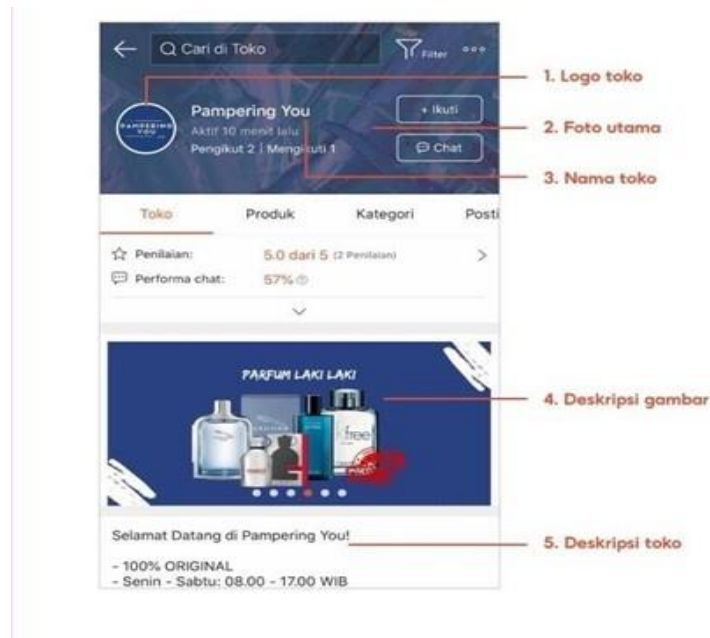 Cari di Toko
Filter
1. Logo toko
PAMPERING
YOU
Pampering You
+ Ikuti
Aktif 10 menit lalu
2. Foto utama
Pengikut 2 | Mengikuti 1
Chat
3. Nama toko
Toko Produk Kategori Posti
Penilaian: 5.0 dari 5 (2 Penilaian)
Performa chat: 57%
PARFUM LAKI LAKI
free
4. Deskripsi gambar
Selamat Datang di Pampering You!
5. Deskripsi toko
- 100% ORIGINAL
- Senin - Sabtu: 08.00 - 17.00 WIB